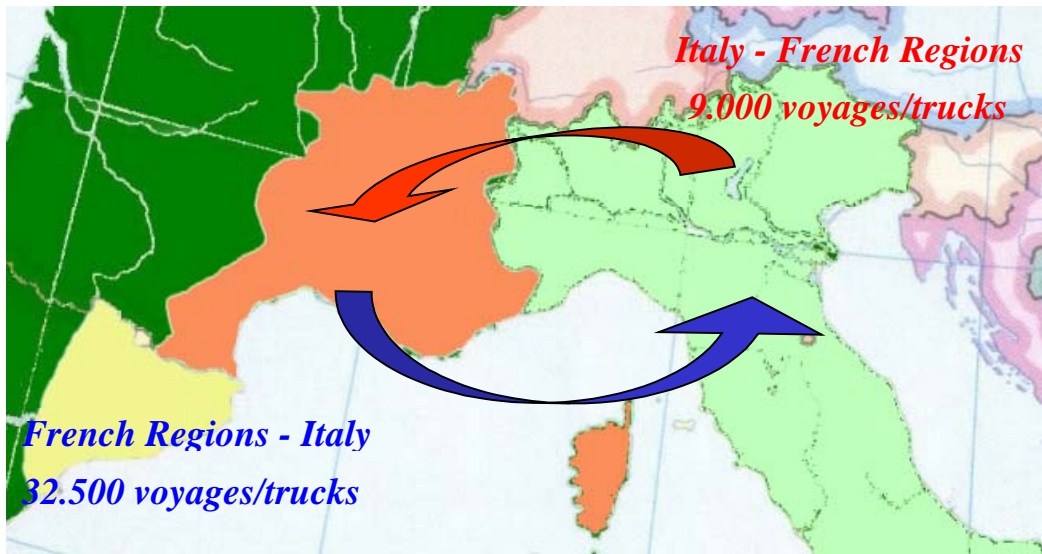 Italy - French Regions
9.000 voyages/trucks
French Regions - Italy
32.500 voyages/trucks